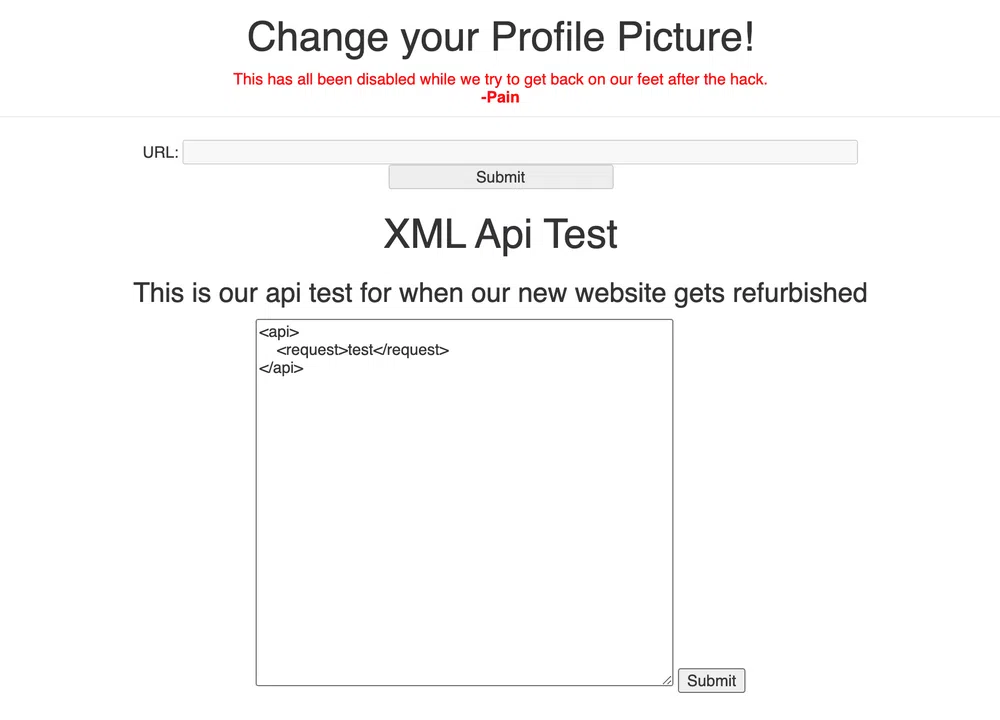 Change your Profile Picture!
This has all been disabled while we try to get back on our feet after the hack.
-Pain
URL:
Submit
XML Api Test
This is our api test for when our new website gets refurbished
<api>
    <request>test</request>
</api>
Submit